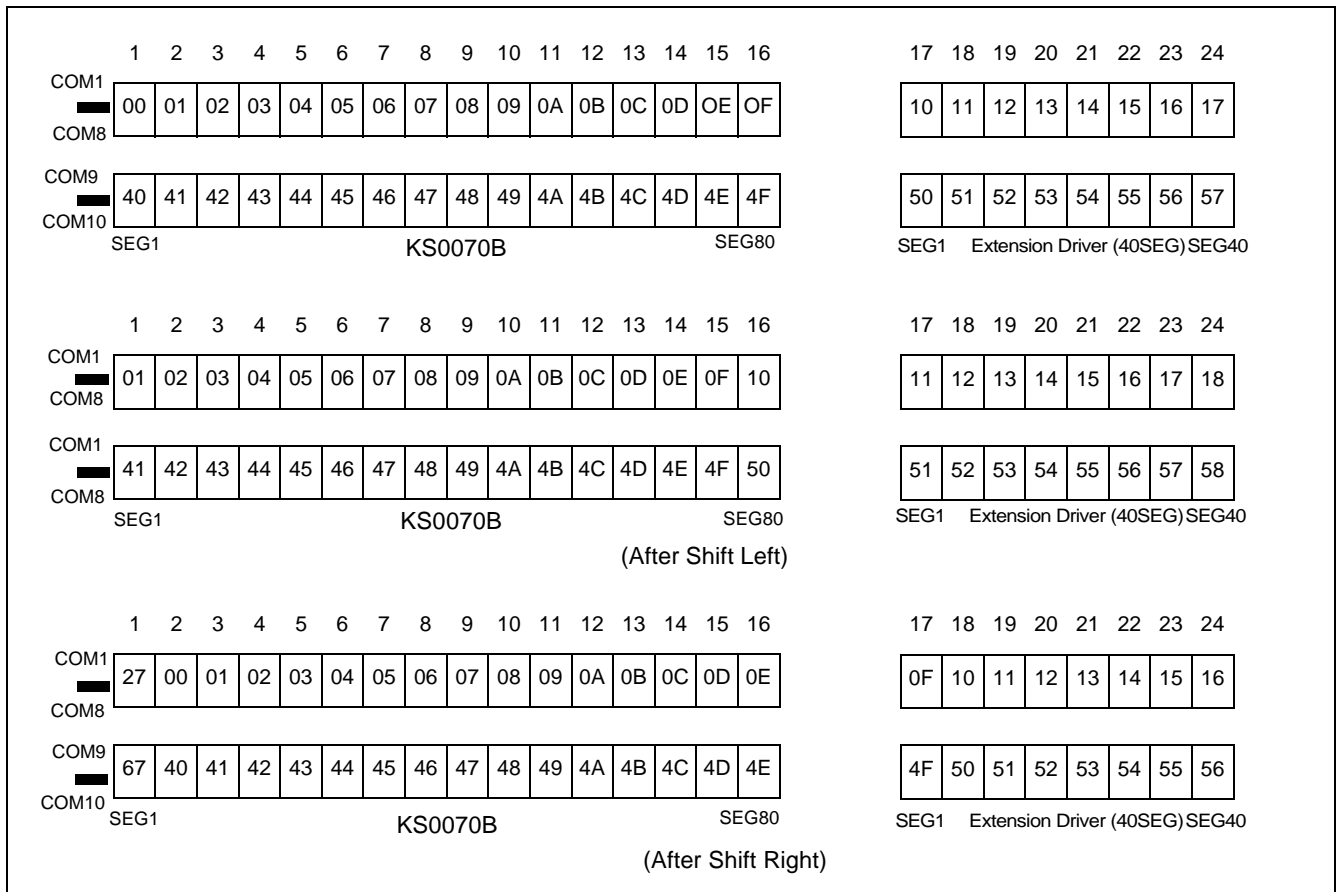 1 2 3 4 5 6 7 8 9 10 11 12 13 14 15 16 17 18 19 20 21 22 23 24
COM1
00 01 02 03 04 05 06 07 08 09 0A 0B 0C 0D OE OF 10 11 12 13 14 15 16 17
COM8
COM9
40 41 42 43 44 45 46 47 48 49 4A 4B 4C 4D 4E 4F 50 51 52 53 54 55 56 57
COM10
SEG1 KS0070B SEG80 SEG1 Extension Driver (40SEG) SEG40
1 2 3 4 5 6 7 8 9 10 11 12 13 14 15 16 17 18 19 20 21 22 23 24
COM1
01 02 03 04 05 06 07 08 09 0A 0B 0C 0D 0E 0F 10 11 12 13 14 15 16 17 18
COM8
COM1
41 42 43 44 45 46 47 48 49 4A 4B 4C 4D 4E 4F 50 51 52 53 54 55 56 57 58
COM8
SEG1 KS0070B SEG80 SEG1 Extension Driver (40SEG) SEG40
(After Shift Left)
1 2 3 4 5 6 7 8 9 10 11 12 13 14 15 16 17 18 19 20 21 22 23 24
COM1
27 00 01 02 03 04 05 06 07 08 09 0A 0B 0C 0D 0E 0F 10 11 12 13 14 15 16
COM8
COM9
67 40 41 42 43 44 45 46 47 48 49 4A 4B 4C 4D 4E 4F 50 51 52 53 54 55 56
COM10
SEG1 KS0070B SEG80 SEG1 Extension Driver (40SEG) SEG40
(After Shift Right)